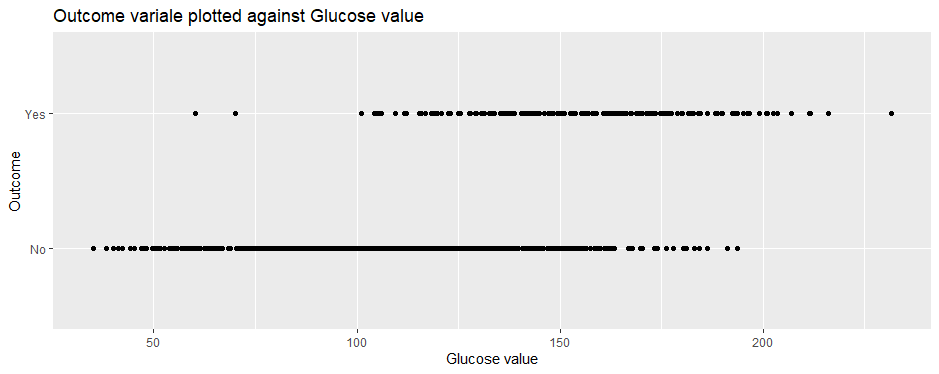 Outcome variale plotted against Glucose value
Yes
Outcome
No
50 100 150 200
Glucose value